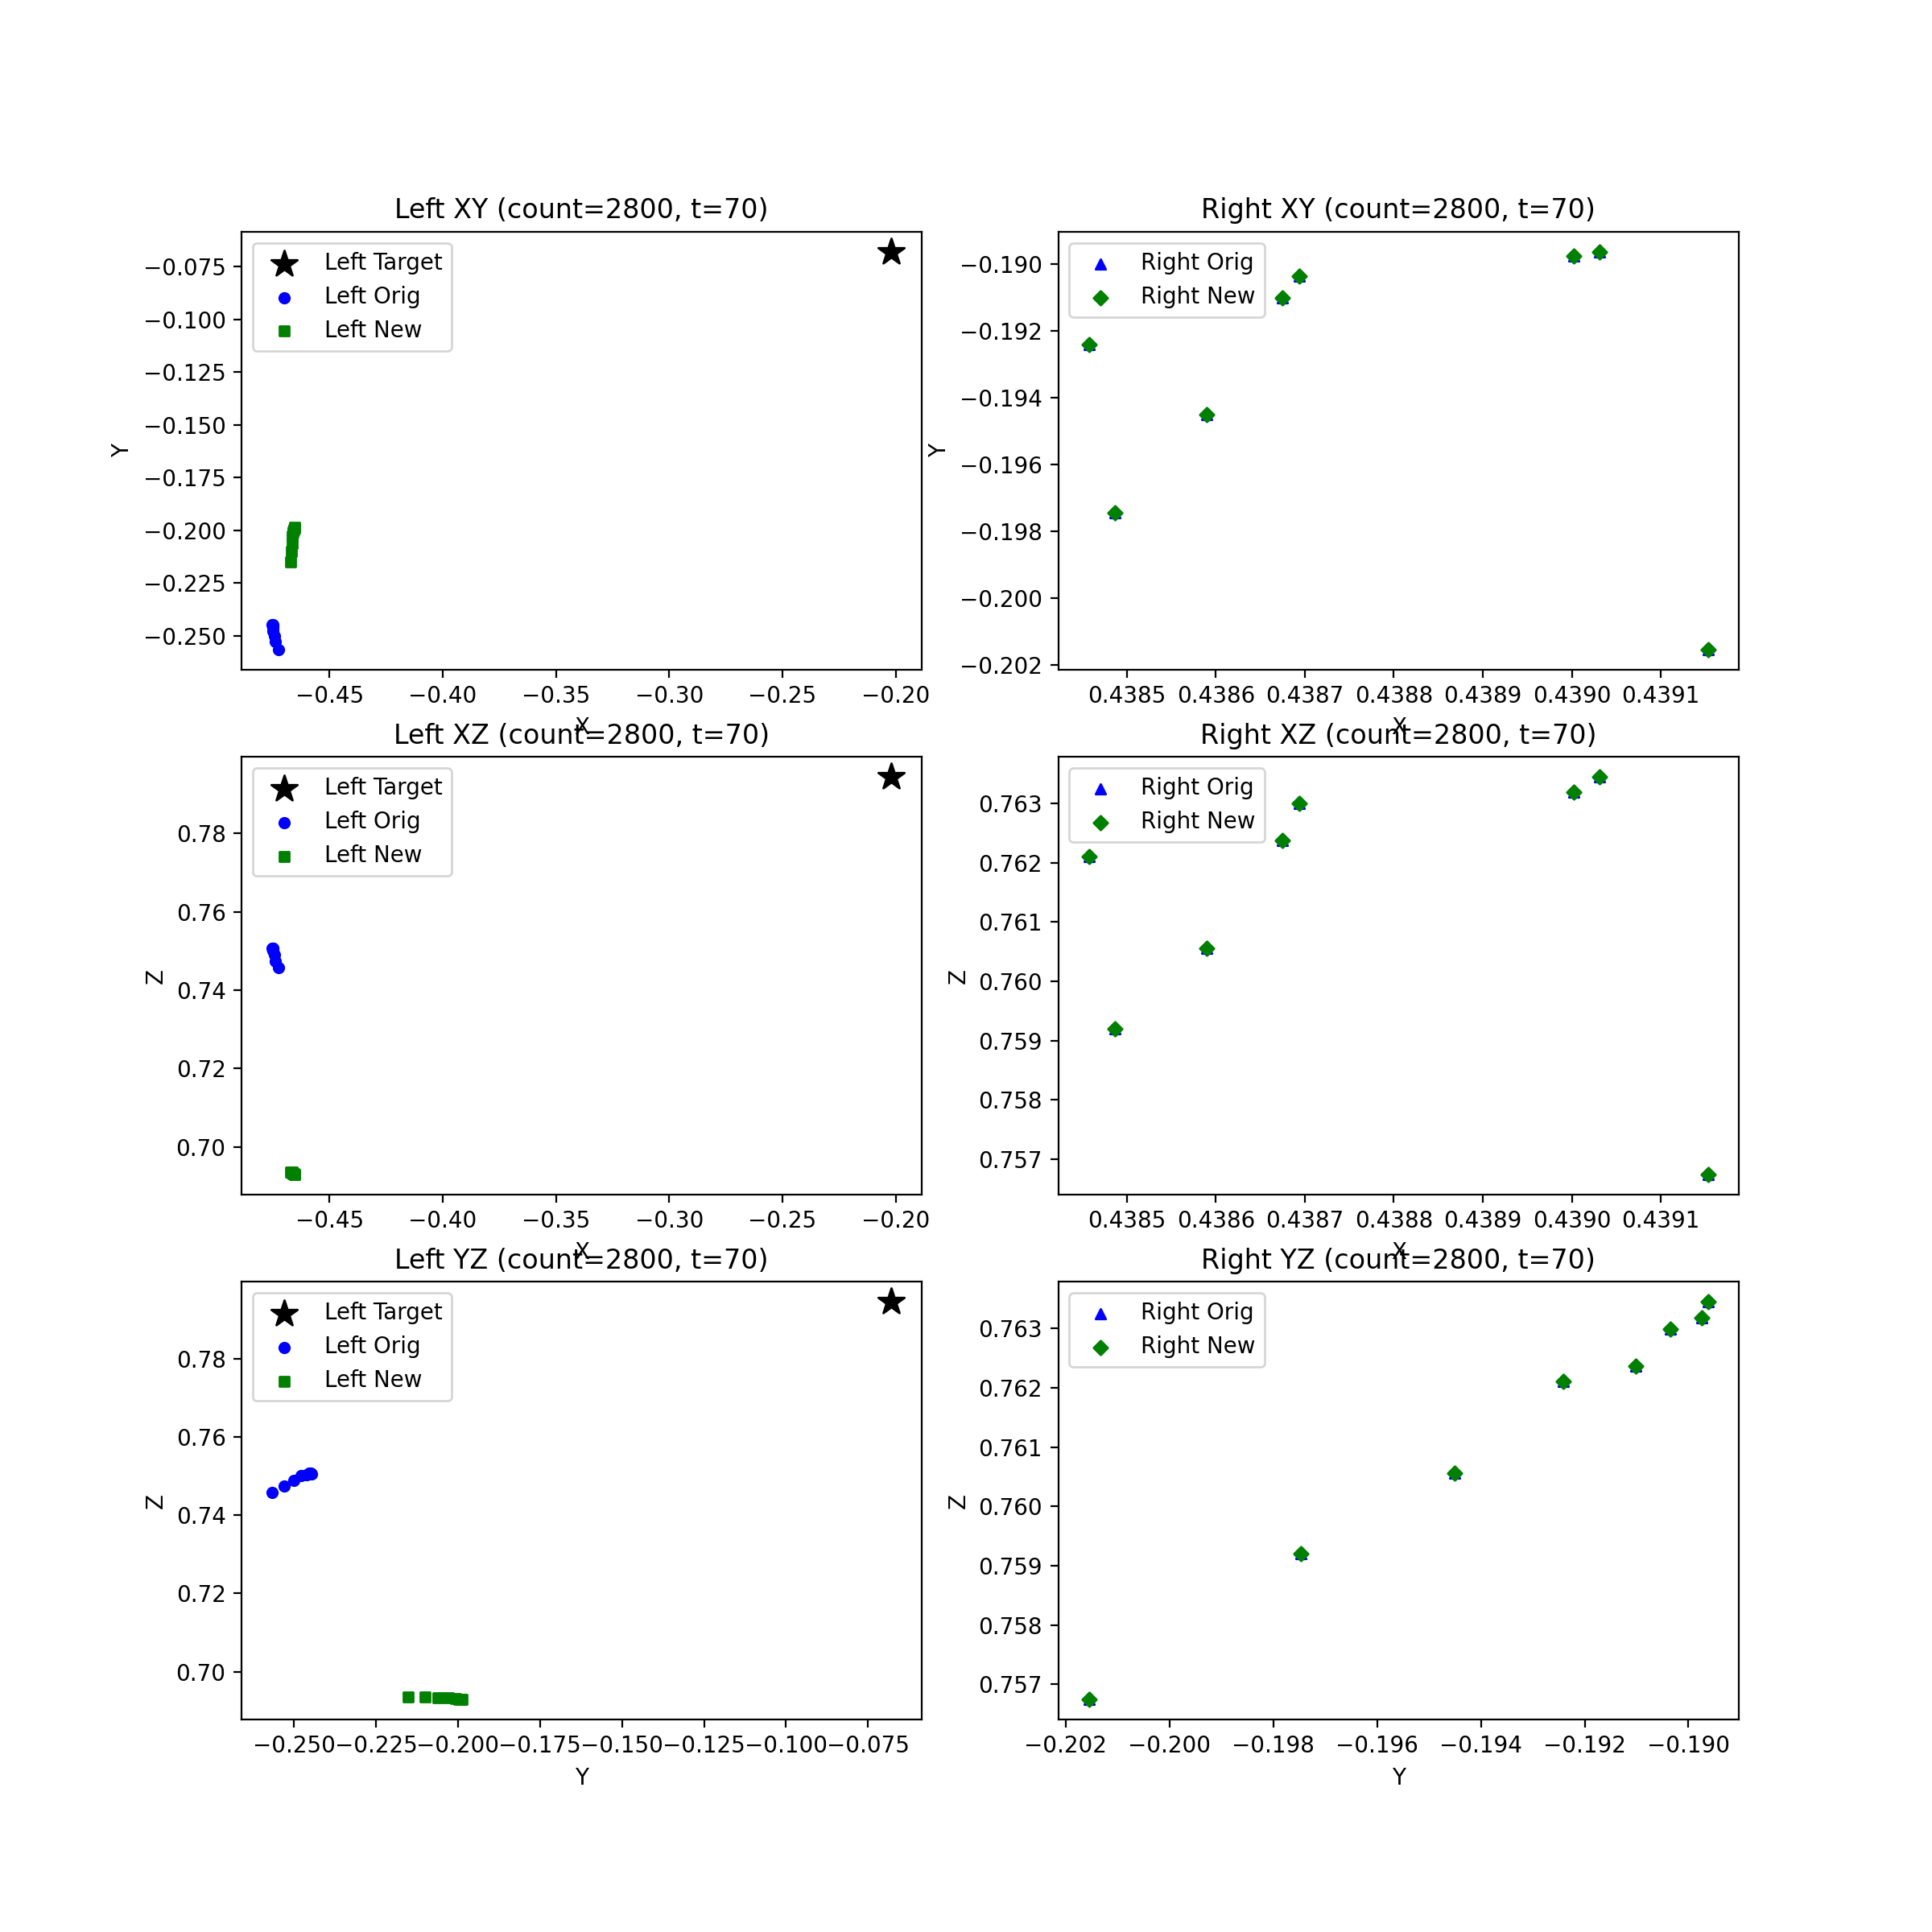 Left XY (count=2800, t=70)
Left Target
Left Orig
Left New
−0.075
−0.100
−0.125
−0.150
−0.175
−0.200
−0.225
−0.250
Y
−0.45 −0.40 −0.35 −0.30 −0.25 −0.20
X
Right XY (count=2800, t=70)
Right Orig
Right New
−0.190
−0.192
−0.194
−0.196
−0.198
−0.200
−0.202
Y
0.4385 0.4386 0.4387 0.4388 0.4389 0.4390 0.4391
X
Left XZ (count=2800, t=70)
Left Target
Left Orig
Left New
0.78
0.76
0.74
0.72
0.70
Z
−0.45 −0.40 −0.35 −0.30 −0.25 −0.20
X
Right XZ (count=2800, t=70)
Right Orig
Right New
0.763
0.762
0.761
0.760
0.759
0.758
0.757
Z
0.4385 0.4386 0.4387 0.4388 0.4389 0.4390 0.4391
X
Left YZ (count=2800, t=70)
Left Target
Left Orig
Left New
0.78
0.76
0.74
0.72
0.70
Z
−0.250 −0.225 −0.200 −0.175 −0.150 −0.125 −0.100 −0.075
Y
Right YZ (count=2800, t=70)
Right Orig
Right New
0.763
0.762
0.761
0.760
0.759
0.758
0.757
Z
−0.202 −0.200 −0.198 −0.196 −0.194 −0.192 −0.190
Y